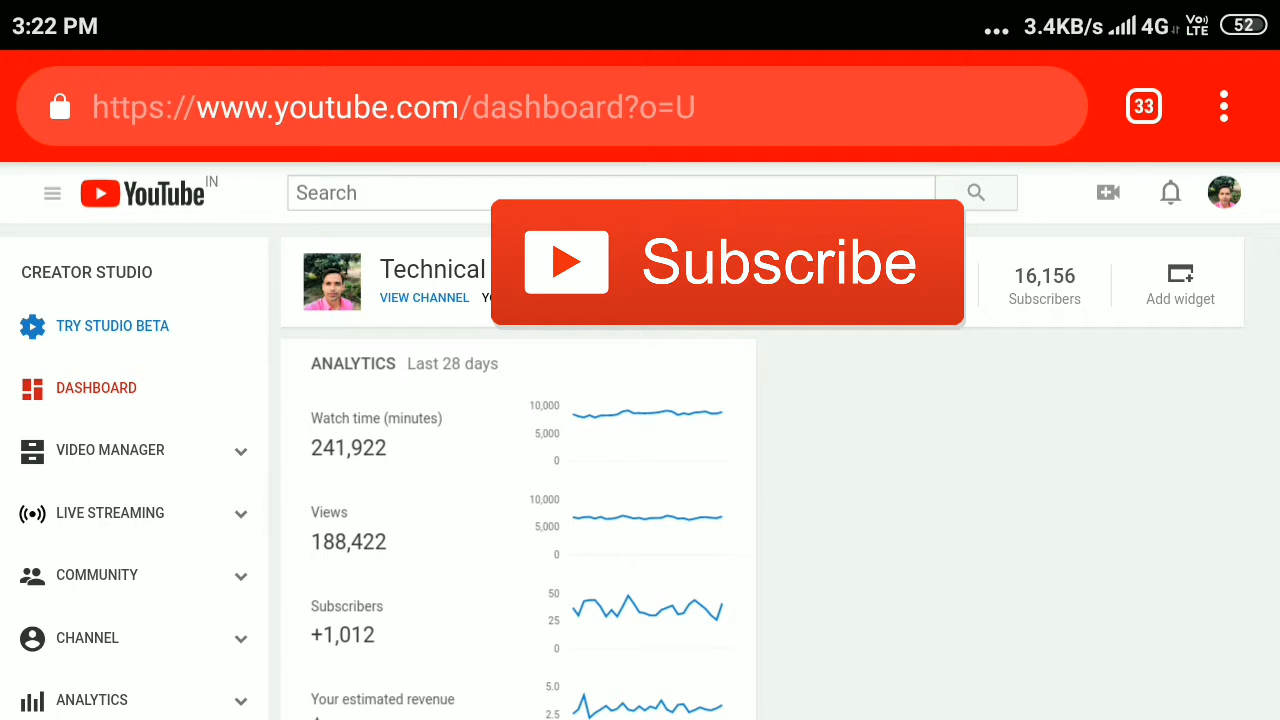 3:22 PM
... 3.4KB/s 4G Vo) LTE 52
https://www.youtube.com/dashboard?o=U
33
YouTube IN
Search
Subscribe
CREATOR STUDIO
TRY STUDIO BETA
DASHBOARD
VIDEO MANAGER
LIVE STREAMING
COMMUNITY
CHANNEL
ANALYTICS
Technical
VIEW CHANNEL
16,156
Subscribers
Add widget
ANALYTICS Last 28 days
Watch time (minutes)
241,922
10,000
5,000
0
Views
188,422
10,000
5,000
0
Subscribers
+1,012
50
25
0
Your estimated revenue
5.0
2.5